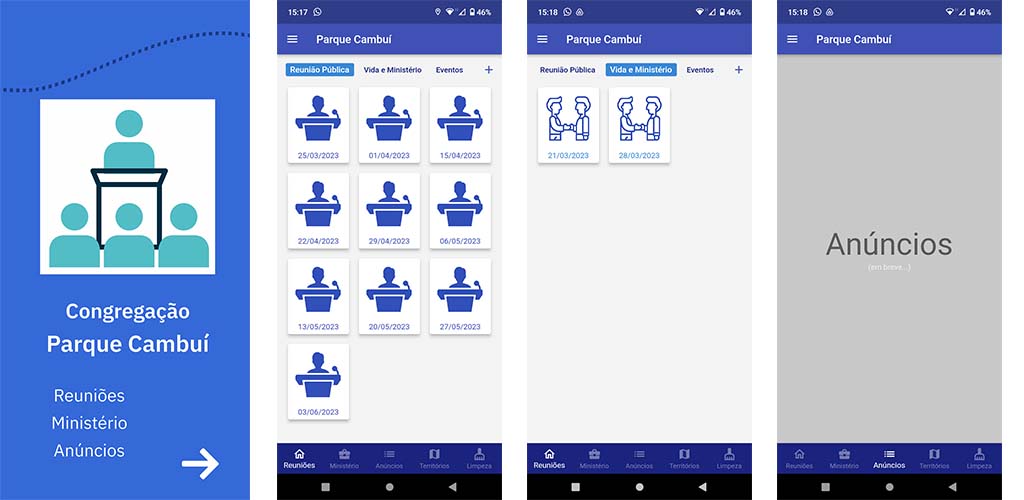 Congregação
Parque Cambuí
Reuniões
Ministério
Anúncios
15:17
46%
Parque Cambuí
Reunião Pública
Vida e Ministério
Eventos
+
25/03/2023
01/04/2023
15/04/2023
22/04/2023
29/04/2023
06/05/2023
13/05/2023
20/05/2023
27/05/2023
03/06/2023
Reuniões
Ministério
Anúncios
Territórios
Limpeza
15:18
46%
Parque Cambuí
Reunião Pública
Vida e Ministério
Eventos
+
21/03/2023
28/03/2023
Reuniões
Ministério
Anúncios
Territórios
Limpeza
15:18
46%
Parque Cambuí
Anúncios
(em breve...)
Reuniões
Ministério
Anúncios
Territórios
Limpeza